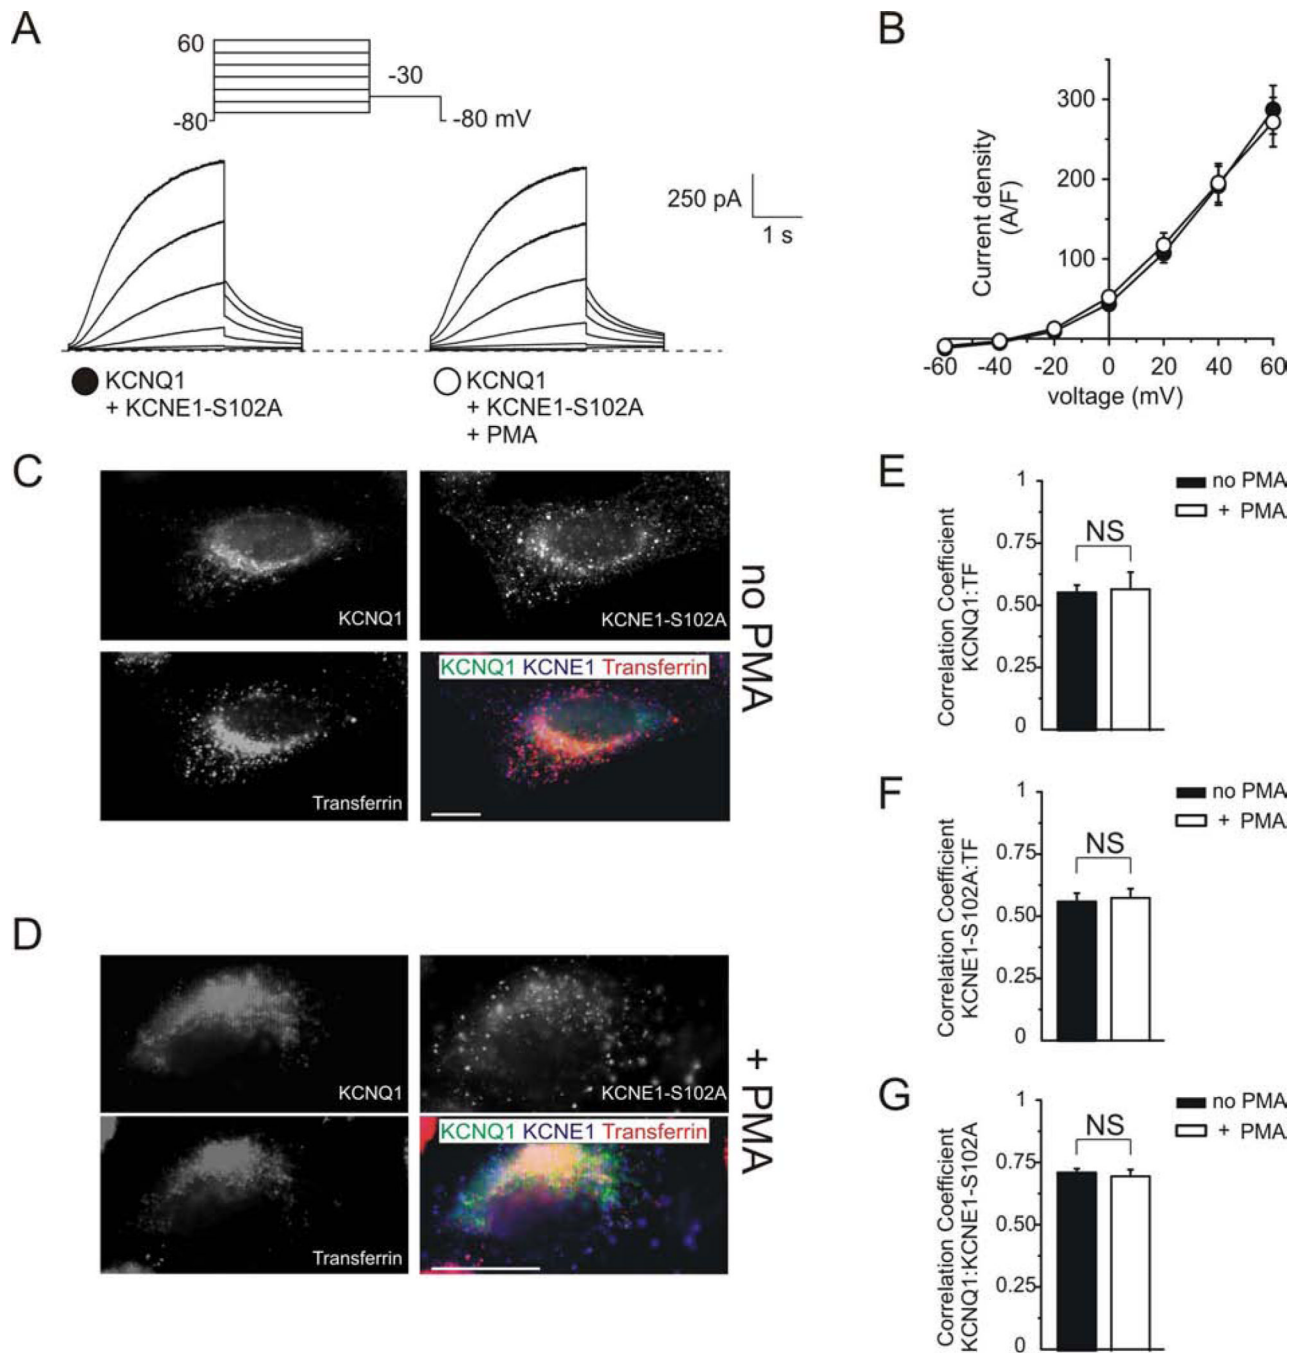 A
60
-30
-80
-80 mV
250 pA
1 s
KCNQ1
+ KCNE1-S102A
KCNQ1
+ KCNE1-S102A
+ PMA
B
Current density
(A/F)
300
200
100
-60
-40
-20
0
20
40
60
voltage (mV)
C
KCNQ1
KCNE1-S102A
Transferrin
KCNQ1 KCNE1 Transferrin
no PMA
D
KCNQ1
KCNE1-S102A
Transferrin
KCNQ1 KCNE1 Transferrin
+ PMA
E
Correlation Coefficient
KCNQ1:TF
1
0.75
0.50
0.25
0
NS
no PMA
+ PMA
F
Correlation Coefficient
KCNE1-S102A:TF
1
0.75
0.50
0.25
0
NS
no PMA
+ PMA
G
Correlation Coefficient
KCNQ1:KCNE1-S102A
1
0.75
0.50
0.25
0
NS
no PMA
+ PMA